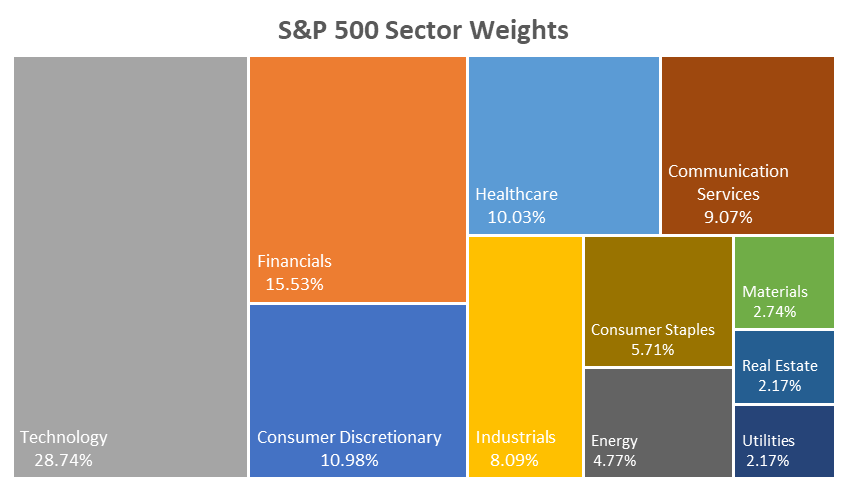 S&P 500 Sector Weights
Technology
28.74%
Financials
15.53%
Consumer Discretionary
10.98%
Healthcare
10.03%
Communication
Services
9.07%
Industrials
8.09%
Consumer Staples
5.71%
Energy
4.77%
Materials
2.74%
Real Estate
2.17%
Utilities
2.17%